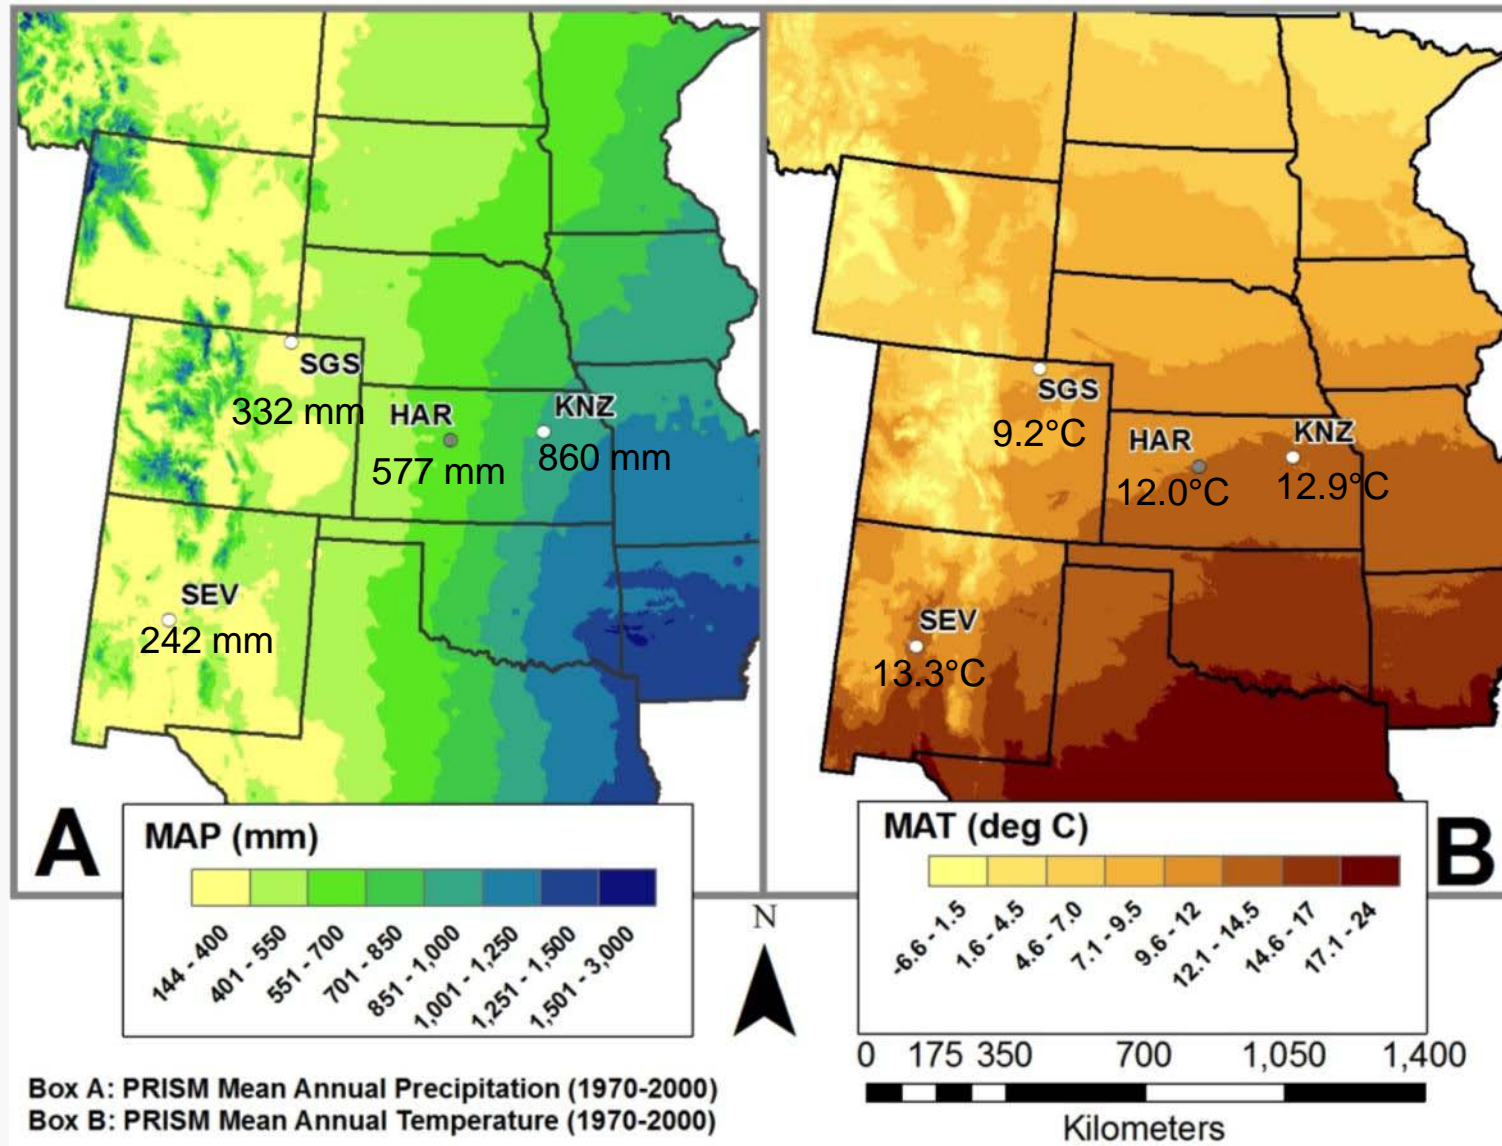 SGS
332 mm
HAR
KNZ
577 mm
860 mm
SEV
242 mm
A
MAP (mm)
144 - 400
401 - 550
551 - 700
701 - 850
851 - 1,000
1,001 - 1,250
1,251 - 1,500
1,501 - 3,000
SGS
9.2°C
HAR
KNZ
12.0°C
12.9°C
SEV
13.3°C
B
MAT (deg C)
-6.6 - 1.5
1.6 - 4.5
4.6 - 7.0
7.1 - 9.5
9.6 - 12
12.1 - 14.5
14.6 - 17
17.1 - 24
N
0 175 350 700 1,050 1,400
Kilometers
Box A: PRISM Mean Annual Precipitation (1970-2000)
Box B: PRISM Mean Annual Temperature (1970-2000)